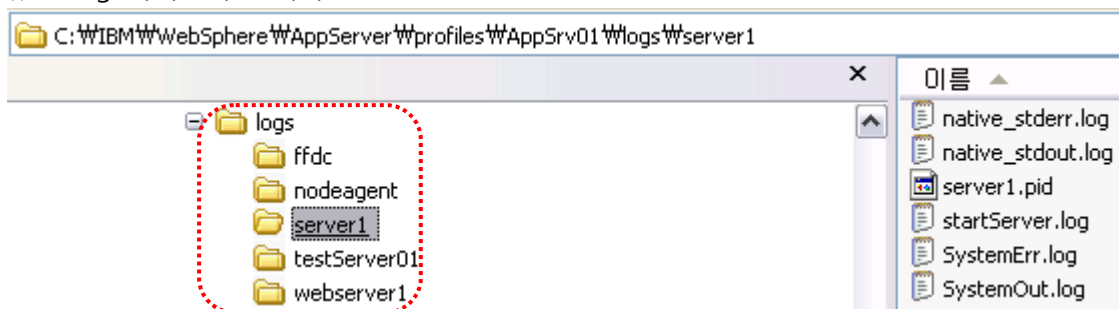 C:₩IBM₩WebSphere₩AppServer₩profiles₩AppSrv01₩logs₩server1
이름
logs
ffdc
nodeagent
server1
testServer01
webserver1
native_stderr.log
native_stdout.log
server1.pid
startServer.log
SystemErr.log
SystemOut.log